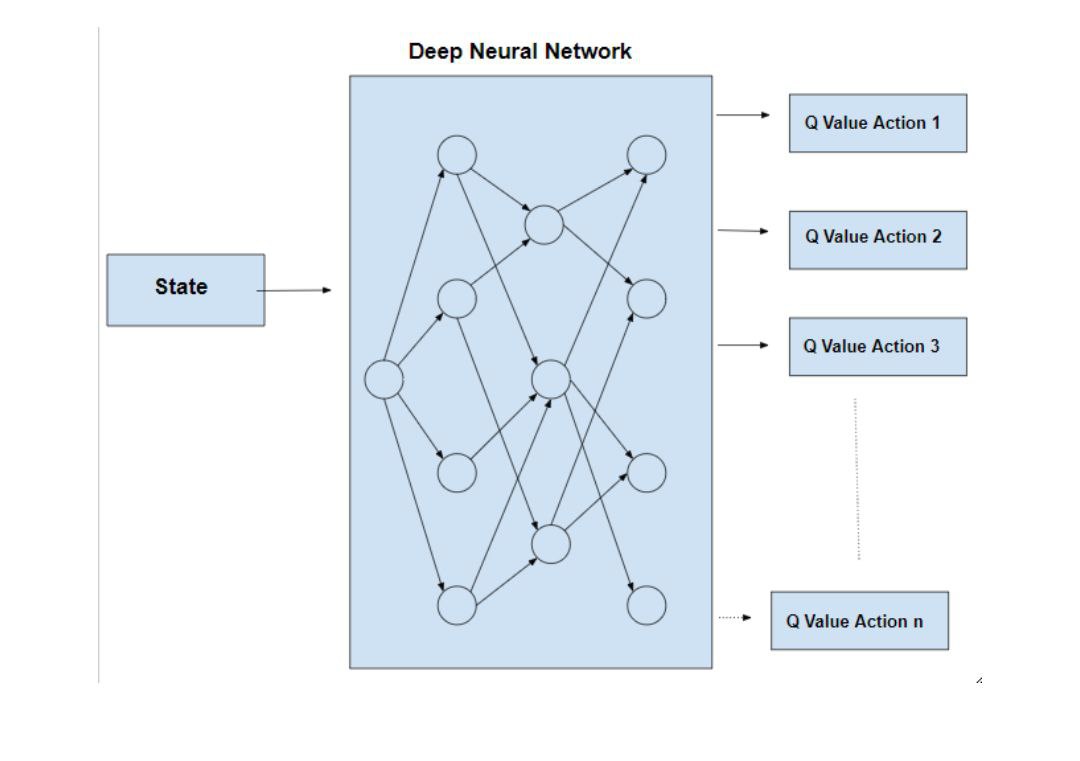 Deep Neural Network
State
Q Value Action 1
Q Value Action 2
Q Value Action 3
Q Value Action n